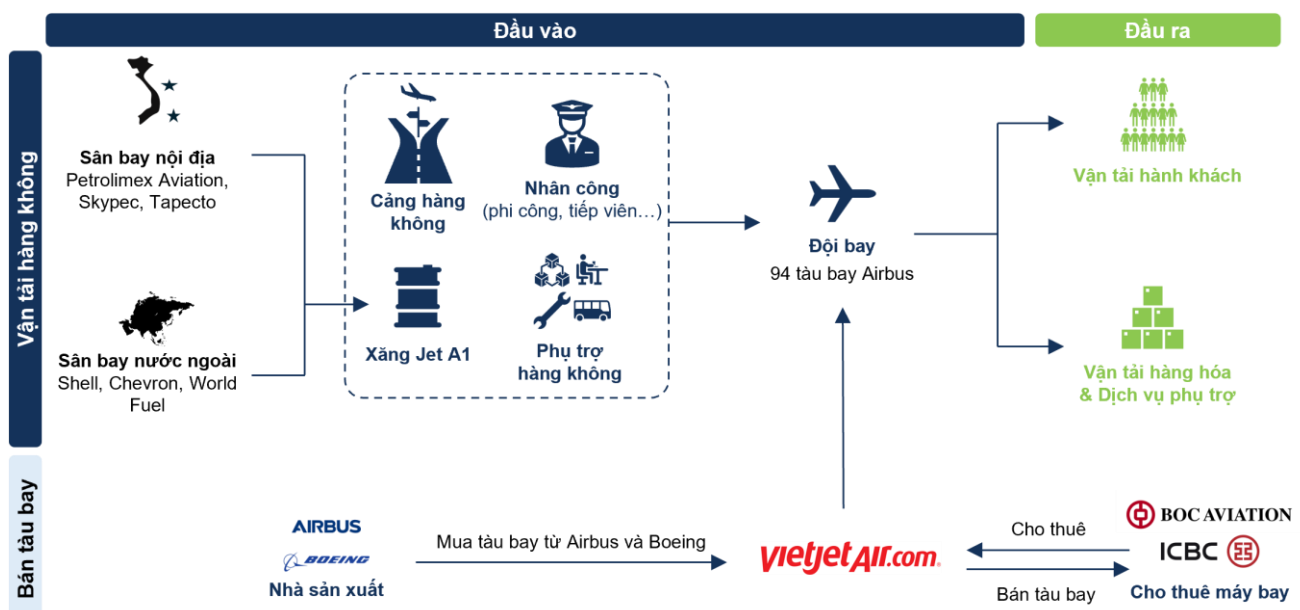 Đầu vào
Đầu ra
Vận tải hàng không
Sân bay nội địa
Petrolimex Aviation,
Skypec, Tapecto
Sân bay nước ngoài
Shell, Chevron, World
Fuel
Cảng hàng
không
Nhân công
(phi công, tiếp viên…)
Xăng Jet A1
Phụ trợ
hàng không
Đội bay
94 tàu bay Airbus
Vận tải hành khách
Vận tải hàng hóa
& Dịch vụ phụ trợ
Bán tàu bay
AIRBUS
BOEING
Nhà sản xuất
Mua tàu bay từ Airbus và Boeing
vietjetAir.com
Cho thuê
Bán tàu bay
BOC AVIATION
ICBC
Cho thuê máy bay